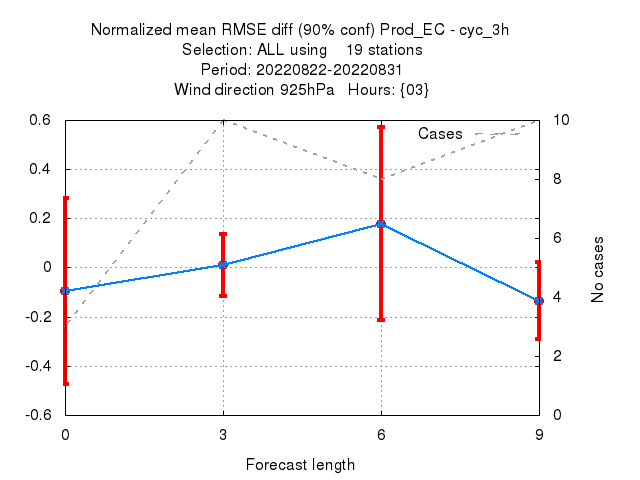 Normalized mean RMSE diff (90% conf) Prod_EC - cyc_3h
Selection: ALL using 19 stations
Period: 20220822-20220831
Wind direction 925hPa Hours: {03}
0.6
0.4
0.2
0
-0.2
-0.4
-0.6
Cases
10
8
6
4
2
0
No cases
0 3 6 9
Forecast length